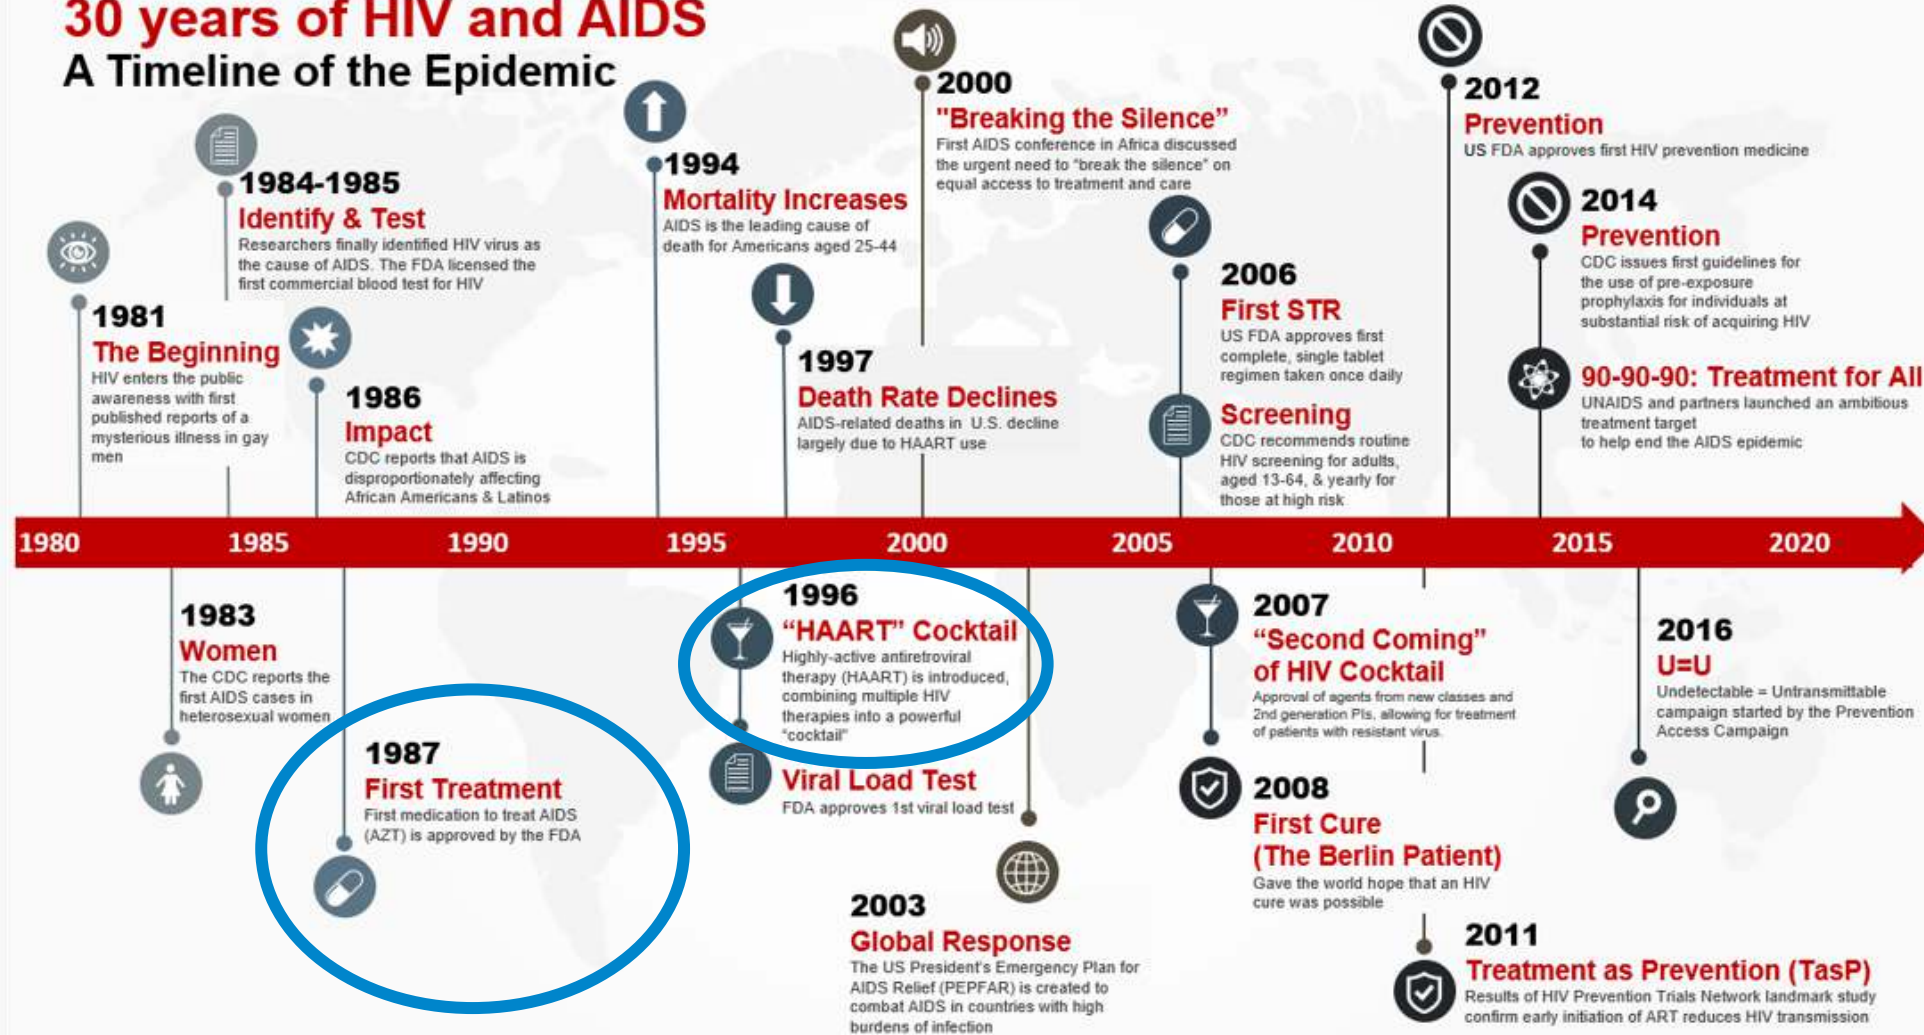 30 years of HIV and AIDS
A Timeline of the Epidemic
1981
The Beginning
HIV enters the public
awareness with first
published reports of a
mysterious illness in gay
men
1984-1985
Identify & Test
Researchers finally identified HIV virus as
the cause of AIDS. The FDA licensed the
first commercial blood test for HIV
1986
Impact
CDC reports that AIDS is
disproportionately affecting
African Americans & Latinos
1994
Mortality Increases
AIDS is the leading cause of
death for Americans aged 25-44
1997
Death Rate Declines
AIDS-related deaths in U.S. decline
largely due to HAART use
2000
"Breaking the Silence”
First AIDS conference in Africa discussed
the urgent need to “break the silence” on
equal access to treatment and care
2006
First STR
US FDA approves first
complete, single tablet
regimen taken once daily
Screening
CDC recommends routine
HIV screening for adults,
aged 13-64, & yearly for
those at high risk
2012
Prevention
US FDA approves first HIV prevention medicine
2014
Prevention
CDC issues first guidelines for
the use of pre-exposure
prophylaxis for individuals at
substantial risk of acquiring HIV
90-90-90: Treatment for All
UNAIDS and partners launched an ambitious
treatment target
to help end the AIDS epidemic
1980 1985 1990 1995 2000 2005 2010 2015 2020
1983
Women
The CDC reports the
first AIDS cases in
heterosexual women
1987
First Treatment
First medication to treat AIDS
(AZT) is approved by the FDA
1996
“HAART” Cocktail
Highly-active antiretroviral
therapy (HAART) is introduced,
combining multiple HIV
therapies into a powerful
“cocktail”
Viral Load Test
FDA approves 1st viral load test
2003
Global Response
The US President's Emergency Plan for
AIDS Relief (PEPFAR) is created to
combat AIDS in countries with high
burdens of infection
2007
“Second Coming”
of HIV Cocktail
Approval of agents from new classes and
2nd generation PIs, allowing for treatment
of patients with resistant virus.
2008
First Cure
(The Berlin Patient)
Gave the world hope that an HIV
cure was possible
2011
Treatment as Prevention (TasP)
Results of HIV Prevention Trials Network landmark study
confirm early initiation of ART reduces HIV transmission
2016
U=U
Undetectable = Untransmittable
campaign started by the Prevention
Access Campaign